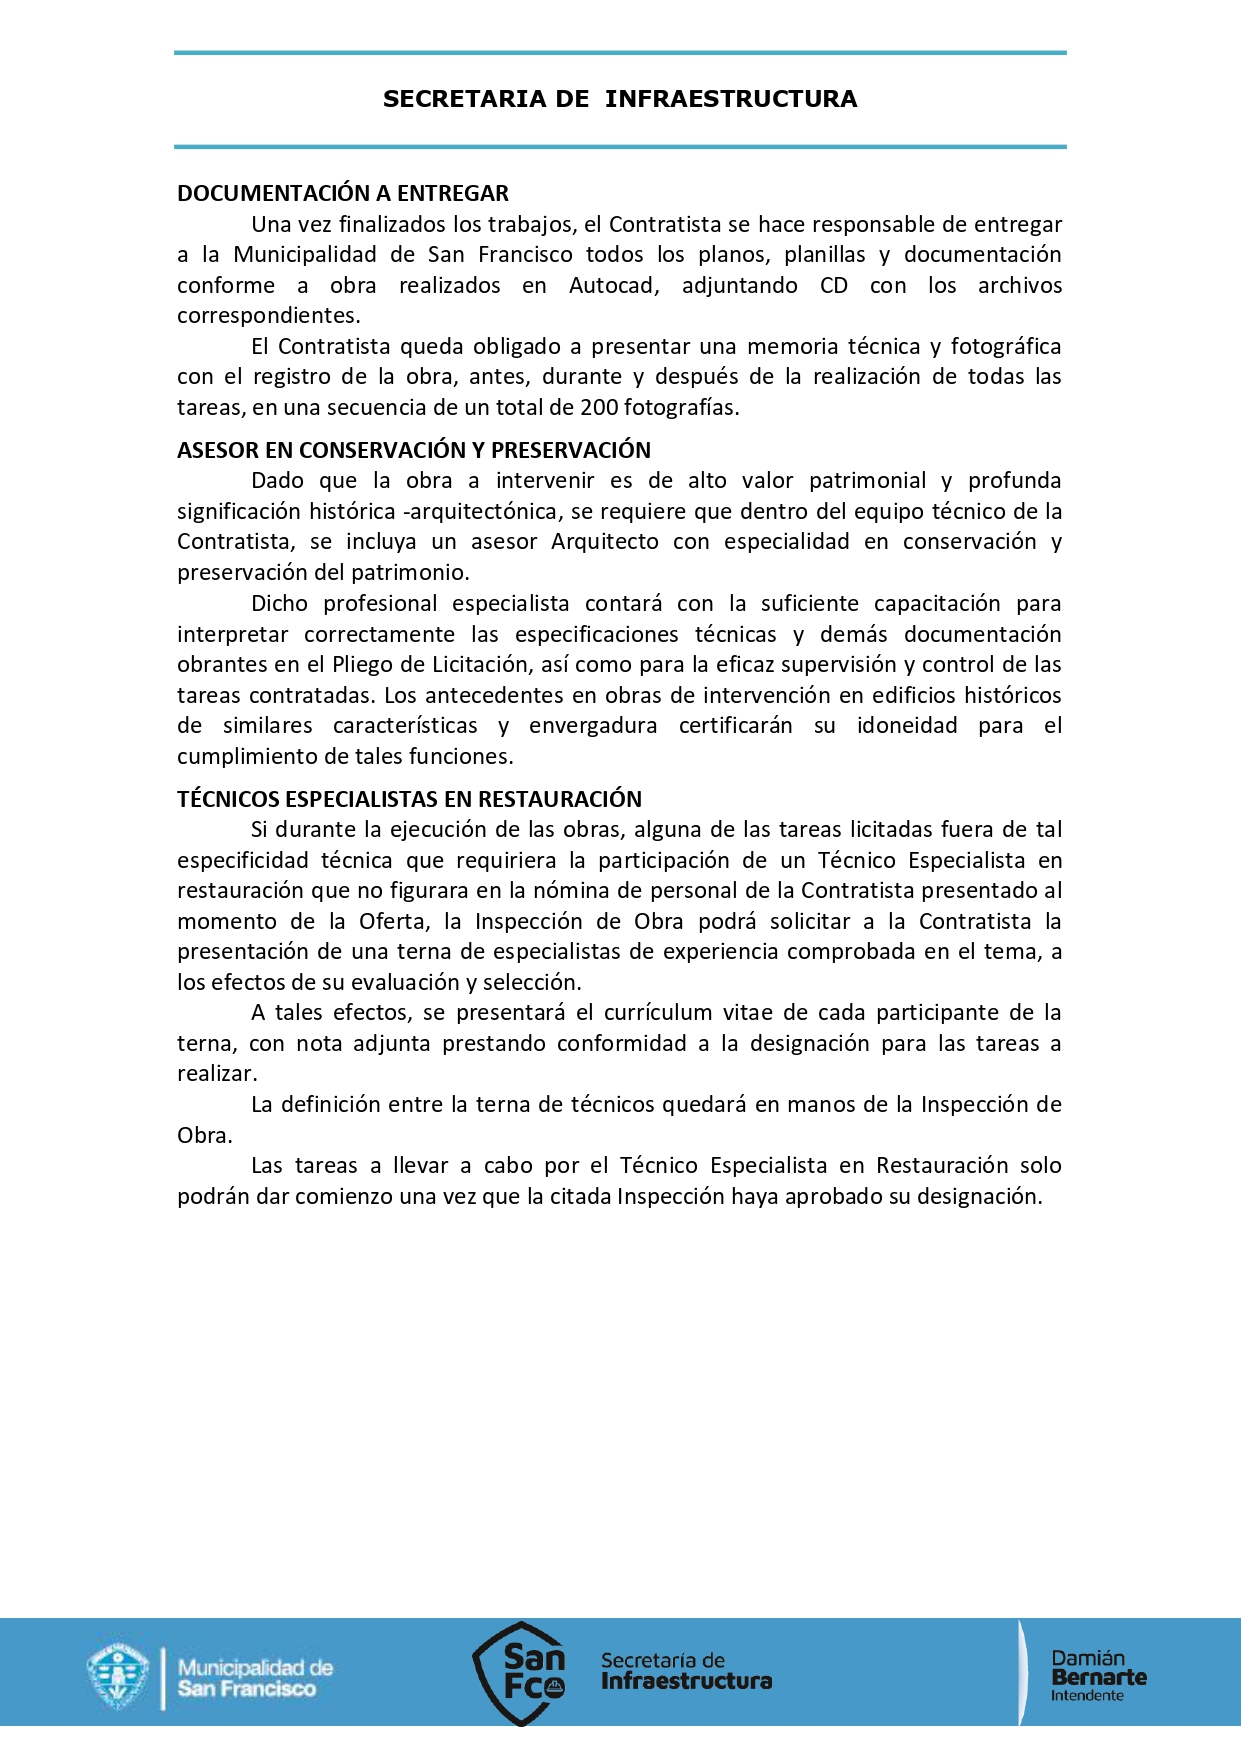 SECRETARIA DE  INFRAESTRUCTURA
DOCUMENTACIÓN A ENTREGAR
Una vez finalizados los trabajos, el Contratista se hace responsable de entregar
a la Municipalidad de San Francisco todos los planos, planillas y documentación
conforme a obra realizados en Autocad, adjuntando CD con los archivos
correspondientes.
El Contratista queda obligado a presentar una memoria técnica y fotográfica
con el registro de la obra, antes, durante y después de la realización de todas las
tareas, en una secuencia de un total de 200 fotografías.
ASESOR EN CONSERVACIÓN Y PRESERVACIÓN
Dado que la obra a intervenir es de alto valor patrimonial y profunda
significación histórica -arquitectónica, se requiere que dentro del equipo técnico de la
Contratista, se incluya un asesor Arquitecto con especialidad en conservación y
preservación del patrimonio.
Dicho profesional especialista contará con la suficiente capacitación para
interpretar correctamente las especificaciones técnicas y demás documentación
obrantes en el Pliego de Licitación, así como para la eficaz supervisión y control de las
tareas contratadas. Los antecedentes en obras de intervención en edificios históricos
de similares características y envergadura certificarán su idoneidad para el
cumplimiento de tales funciones.
TÉCNICOS ESPECIALISTAS EN RESTAURACIÓN
Si durante la ejecución de las obras, alguna de las tareas licitadas fuera de tal
especificidad técnica que requiriera la participación de un Técnico Especialista en
restauración que no figurara en la nómina de personal de la Contratista presentado al
momento de la Oferta, la Inspección de Obra podrá solicitar a la Contratista la
presentación de una terna de especialistas de experiencia comprobada en el tema, a
los efectos de su evaluación y selección.
A tales efectos, se presentará el currículum vitae de cada participante de la
terna, con nota adjunta prestando conformidad a la designación para las tareas a
realizar.
La definición entre la terna de técnicos quedará en manos de la Inspección de
Obra.
Las tareas a llevar a cabo por el Técnico Especialista en Restauración solo
podrán dar comienzo una vez que la citada Inspección haya aprobado su designación.
Municipalidad de
San Francisco
San
Fco
Secretaría de
Infraestructura
Damián
Bernarte
Intendente